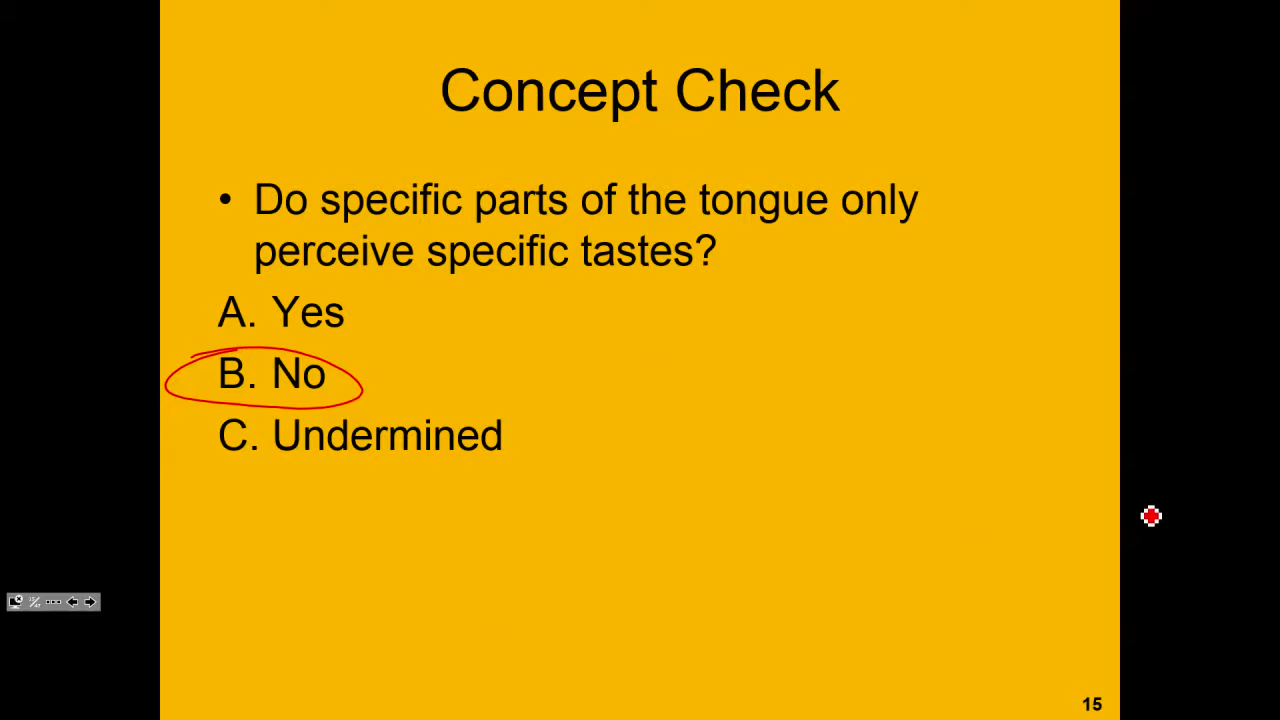 Concept Check
• Do specific parts of the tongue only
perceive specific tastes?
A. Yes
B. No
C. Undermined
15